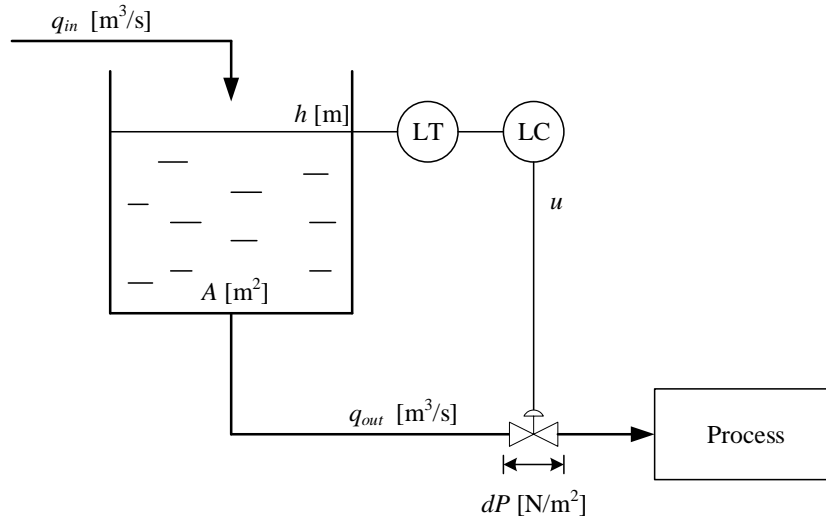 q_in [m³/s]
h [m]
LT
LC
u
A [m²]
q_out [m³/s]
Process
dP [N/m²]